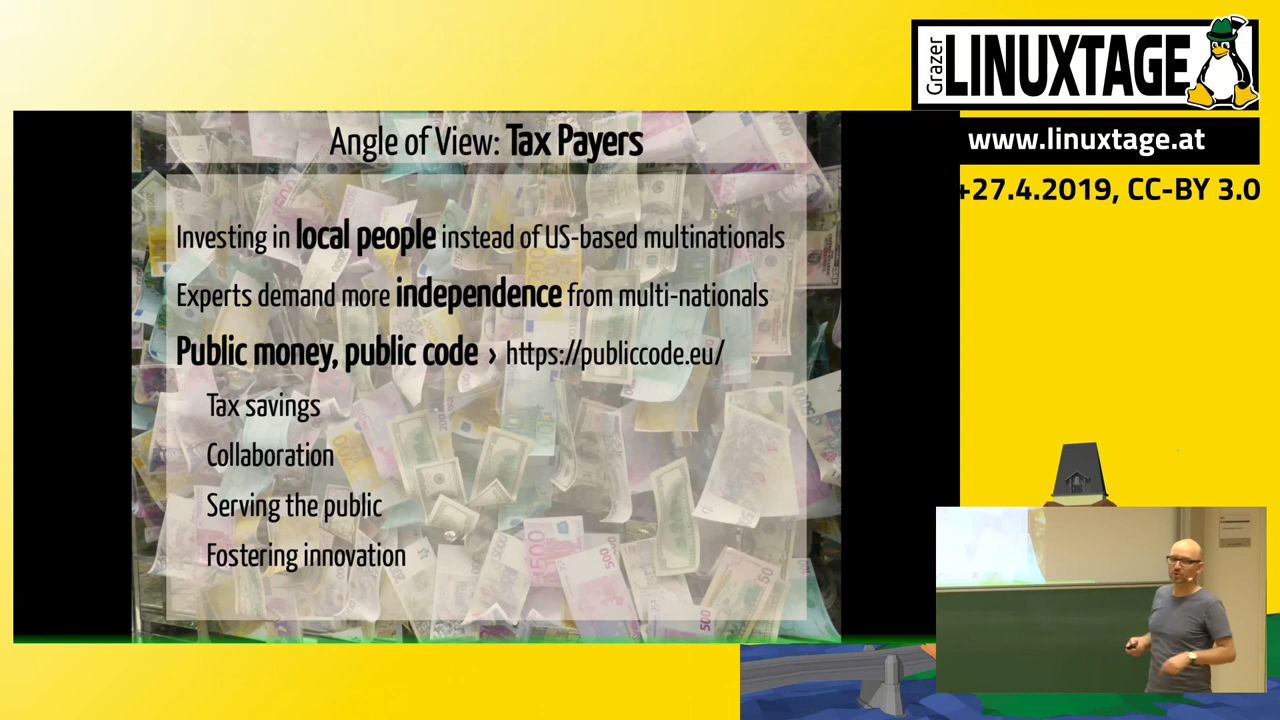 Grazer
LINUXTAGE
www.linuxtage.at
+27.4.2019, CC-BY 3.0
Angle of View: Tax Payers
Investing in local people instead of US-based multinationals
Experts demand more independence from multi-nationals
Public money, public code › https://publiccode.eu/
Tax savings
Collaboration
Serving the public
Fostering innovation